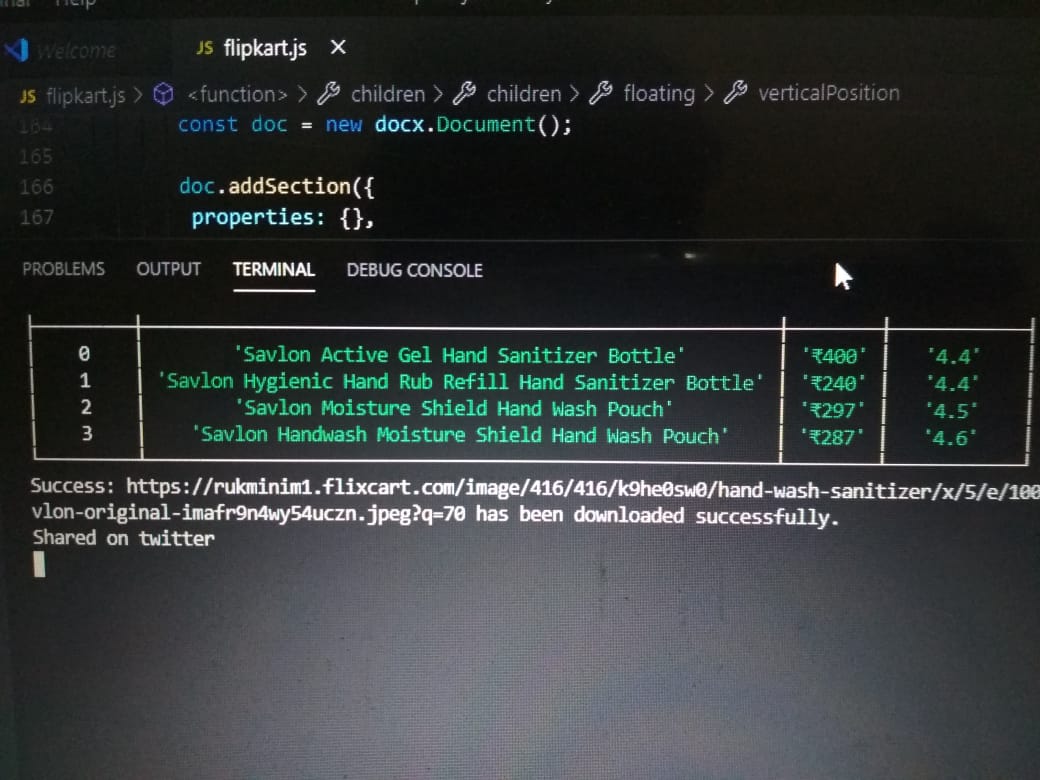 Help
Welcome
JS flipkart.js ×
JS flipkart.js > <function> > children > children > floating > verticalPosition
164 const doc = new docx.Document();
165
166 doc.addSection({
167 properties: {},
PROBLEMS OUTPUT TERMINAL DEBUG CONSOLE
0 'Savlon Active Gel Hand Sanitizer Bottle' '₹400' '4.4'
1 'Savlon Hygienic Hand Rub Refill Hand Sanitizer Bottle' '₹240' '4.4'
2 'Savlon Moisture Shield Hand Wash Pouch' '₹297' '4.5'
3 'Savlon Handwash Moisture Shield Hand Wash Pouch' '₹287' '4.6'
Success: https://rukminim1.flixcart.com/image/416/416/k9he0sw0/hand-wash-sanitizer/x/5/e/100
vlon-original-imafr9n4wy54uczn.jpeg?q=70 has been downloaded successfully.
Shared on twitter